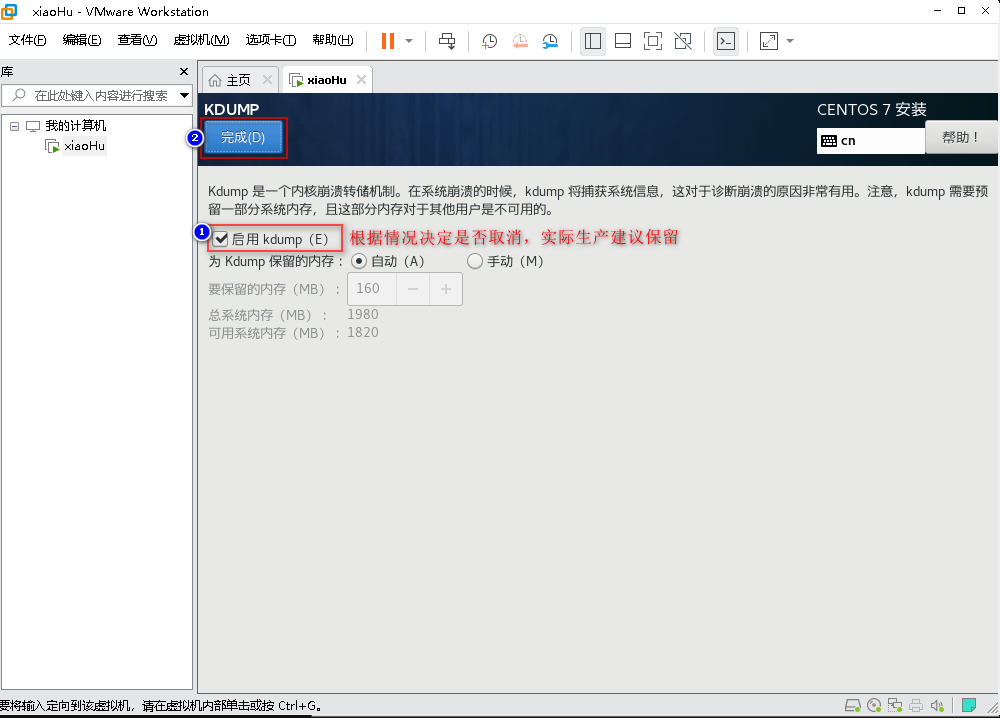 xiaoHu - VMware Workstation
文件(F) 编辑(E) 查看(V) 虚拟机(M) 选项卡(T) 帮助(H)
库
在此处键入内容进行搜索
我的计算机
xiaoHu
主页 xiaoHu
KDUMP
CENTOS 7 安装
2 完成(D)
cn 帮助！
Kdump 是一个内核崩溃转储机制。在系统崩溃的时候，kdump 将捕获系统信息，这对于诊断崩溃的原因非常有用。注意，kdump 需要预
留一部分系统内存，且这部分内存对于其他用户是不可用的。
1 启用 kdump（E） 根据情况决定是否取消，实际生产建议保留
为 Kdump 保留的内存： 自动（A） 手动（M）
要保留的内存（MB）： 160 − +
总系统内存（MB）： 1980
可用系统内存（MB）： 1820
要将输入定向到该虚拟机，请在虚拟机内部单击或按 Ctrl+G。